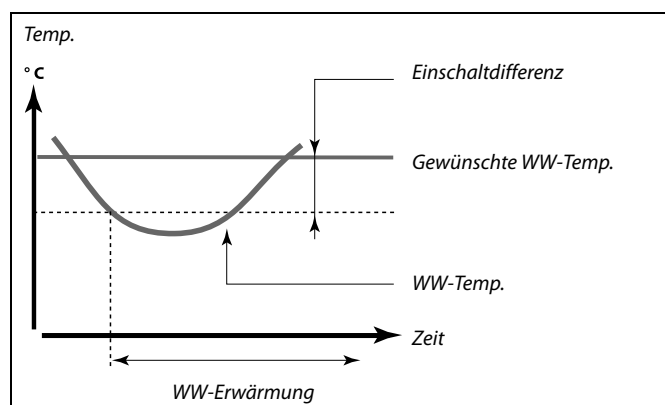 Temp.
° C
Einschaltdifferenz
Gewünschte WW-Temp.
WW-Temp.
Zeit
WW-Erwärmung